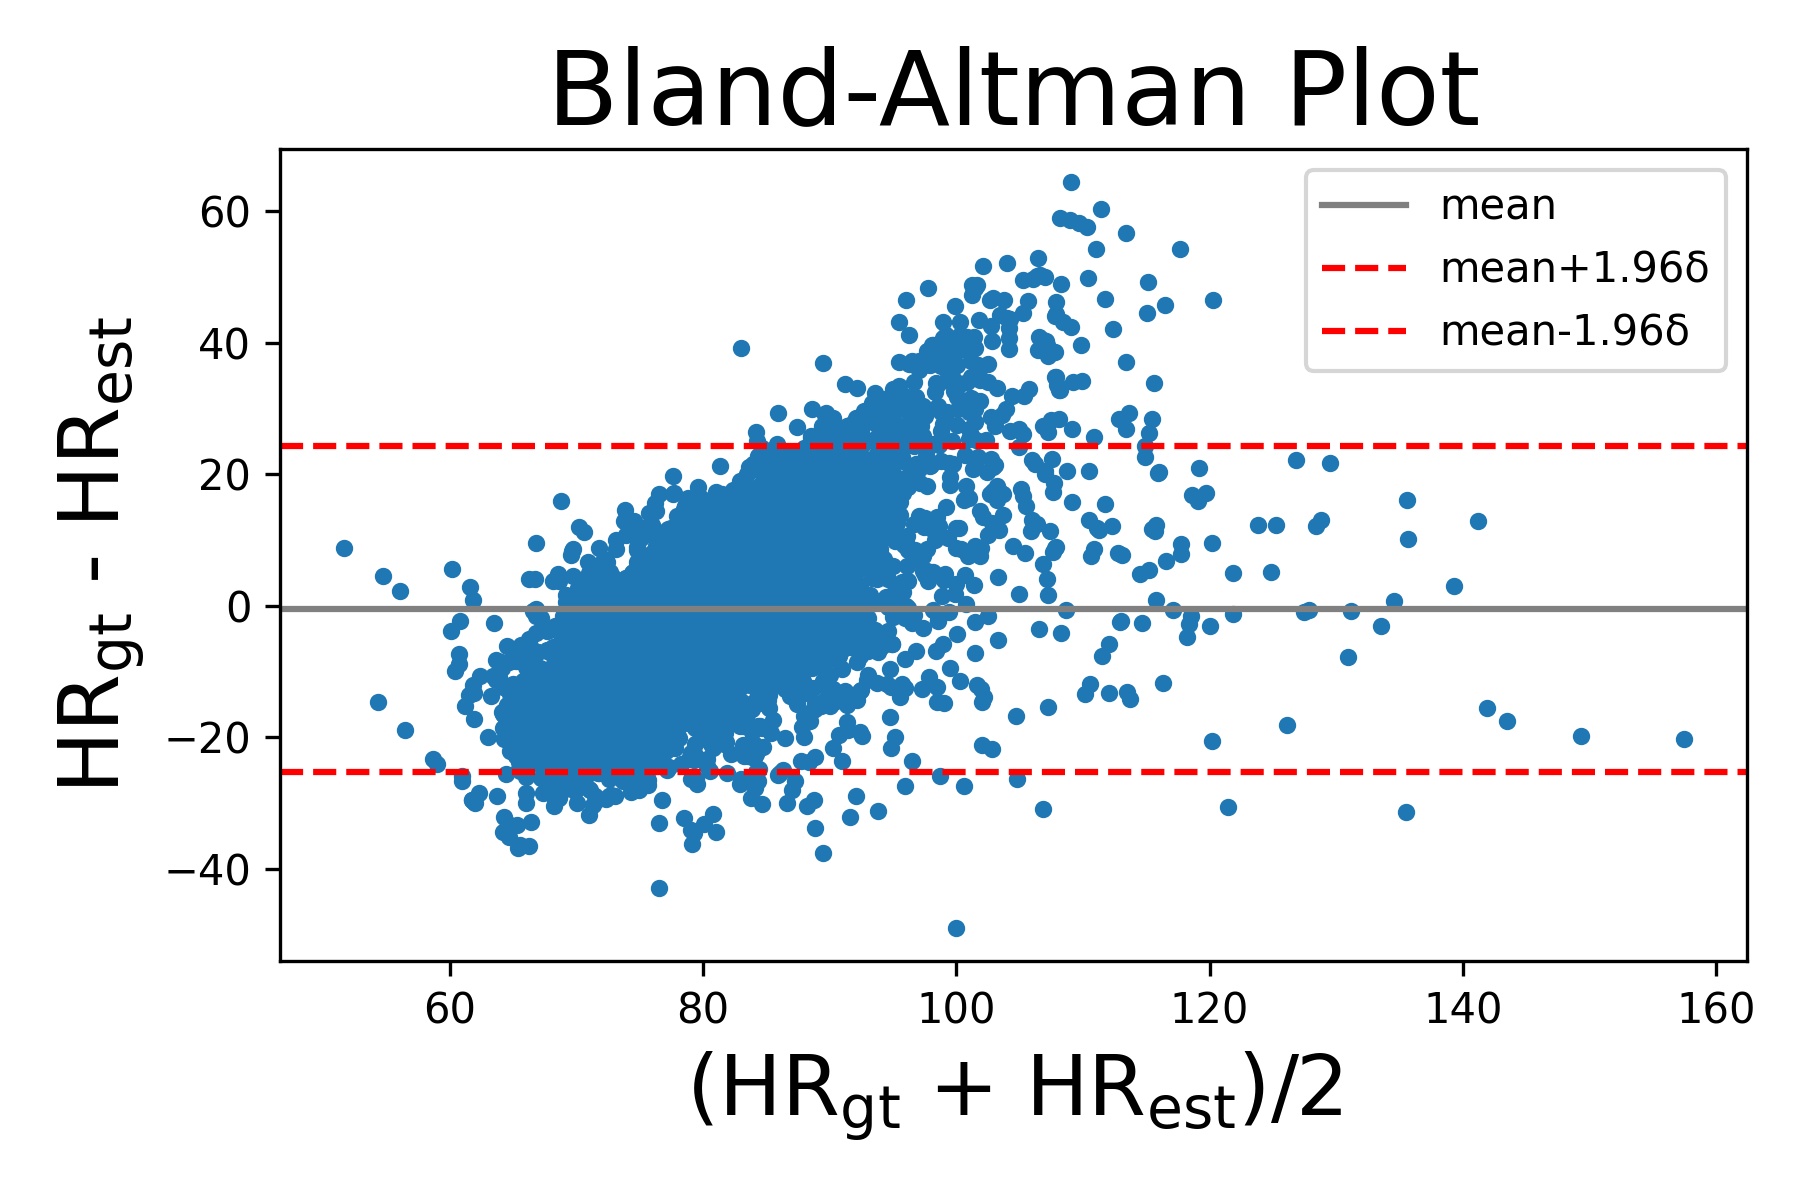 Bland-Altman Plot
mean
mean+1.96δ
mean-1.96δ
HRgt - HRest
60
40
20
0
−20
−40
60 80 100 120 140 160
(HRgt + HRest)/2